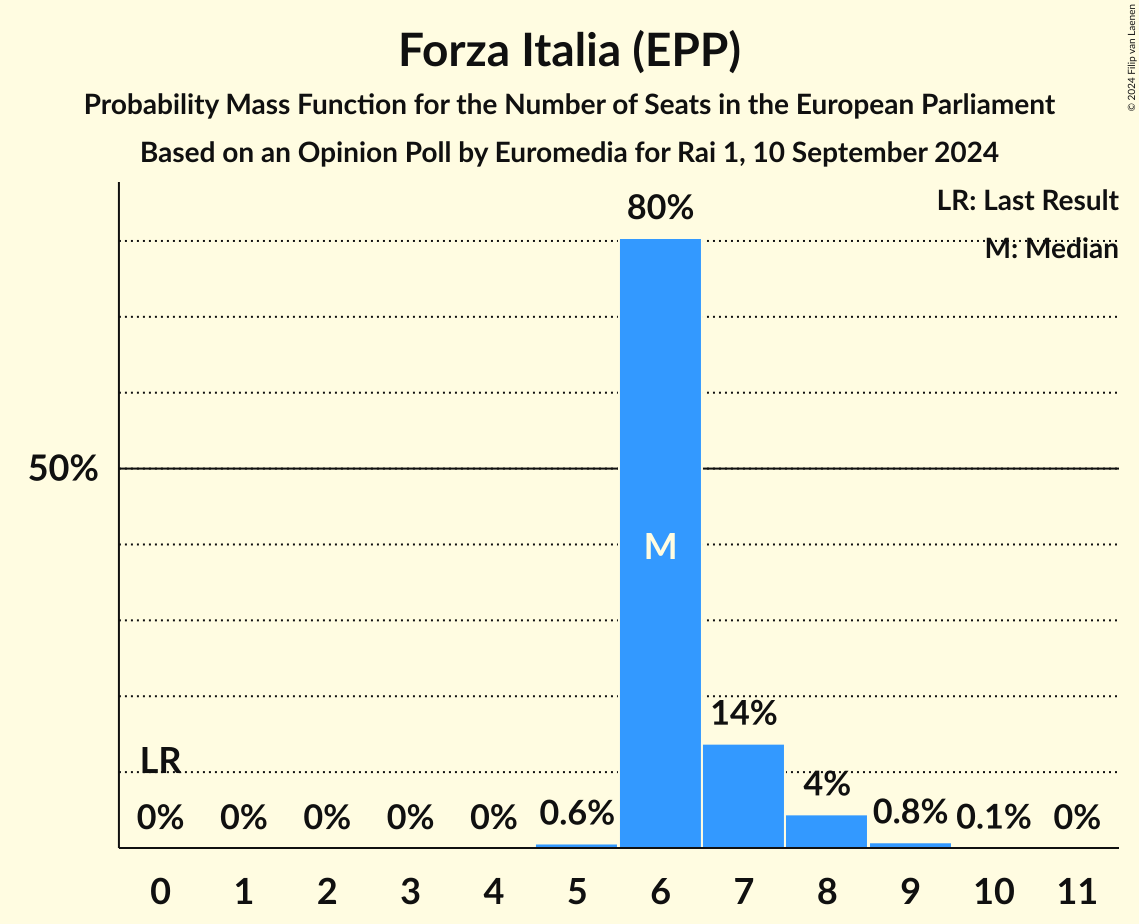 Forza Italia (EPP)
Probability Mass Function for the Number of Seats in the European Parliament
Based on an Opinion Poll by Euromedia for Rai 1, 10 September 2024
© 2024 Filip van Laenen
LR: Last Result
M: Median
80%
50%
M
14%
LR
4%
0% 0% 0% 0% 0% 0.6% 0.8% 0.1% 0%
0 1 2 3 4 5 6 7 8 9 10 11